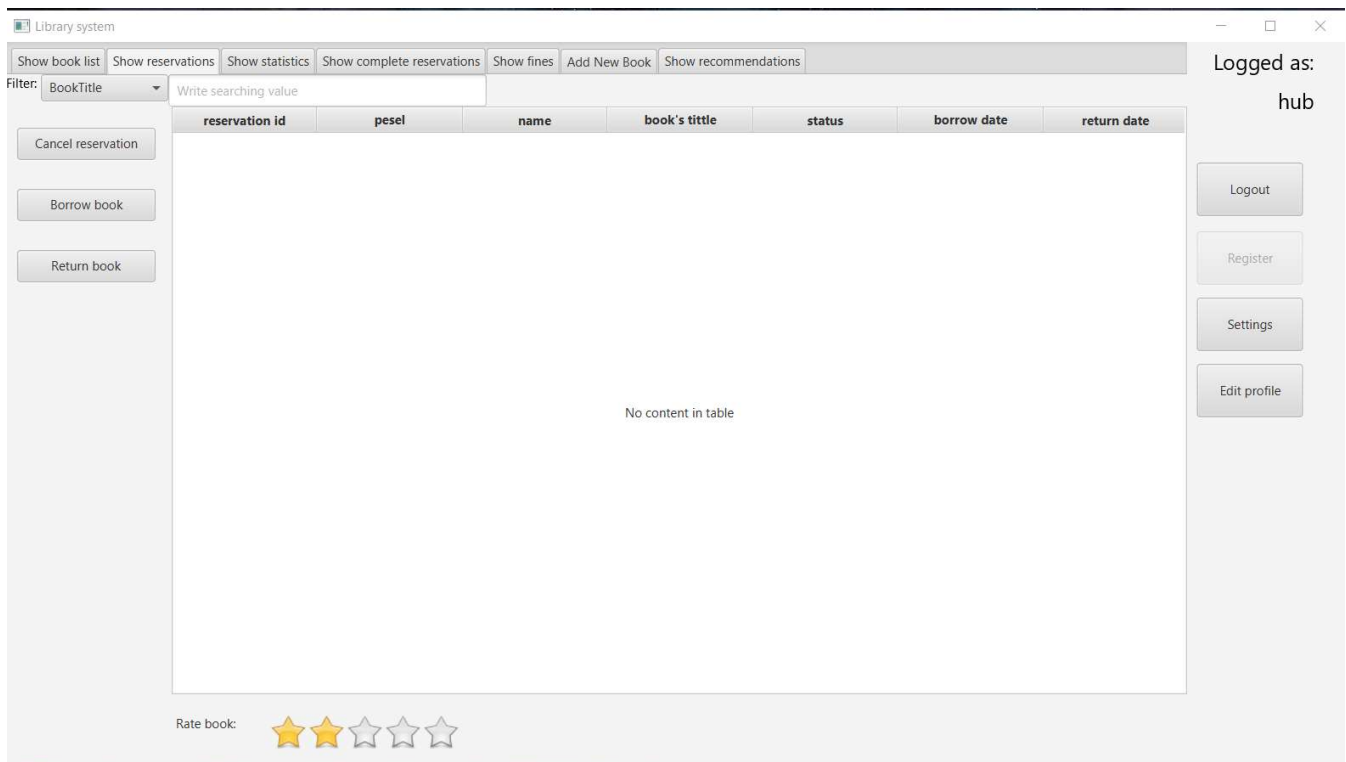 Library system
Show book list Show reservations Show statistics Show complete reservations Show fines Add New Book Show recommendations
Logged as:
hub
Filter: BookTitle Write searching value
reservation id pesel name book's tittle status borrow date return date
Cancel reservation
Borrow book
Return book
No content in table
Logout
Register
Settings
Edit profile
Rate book: